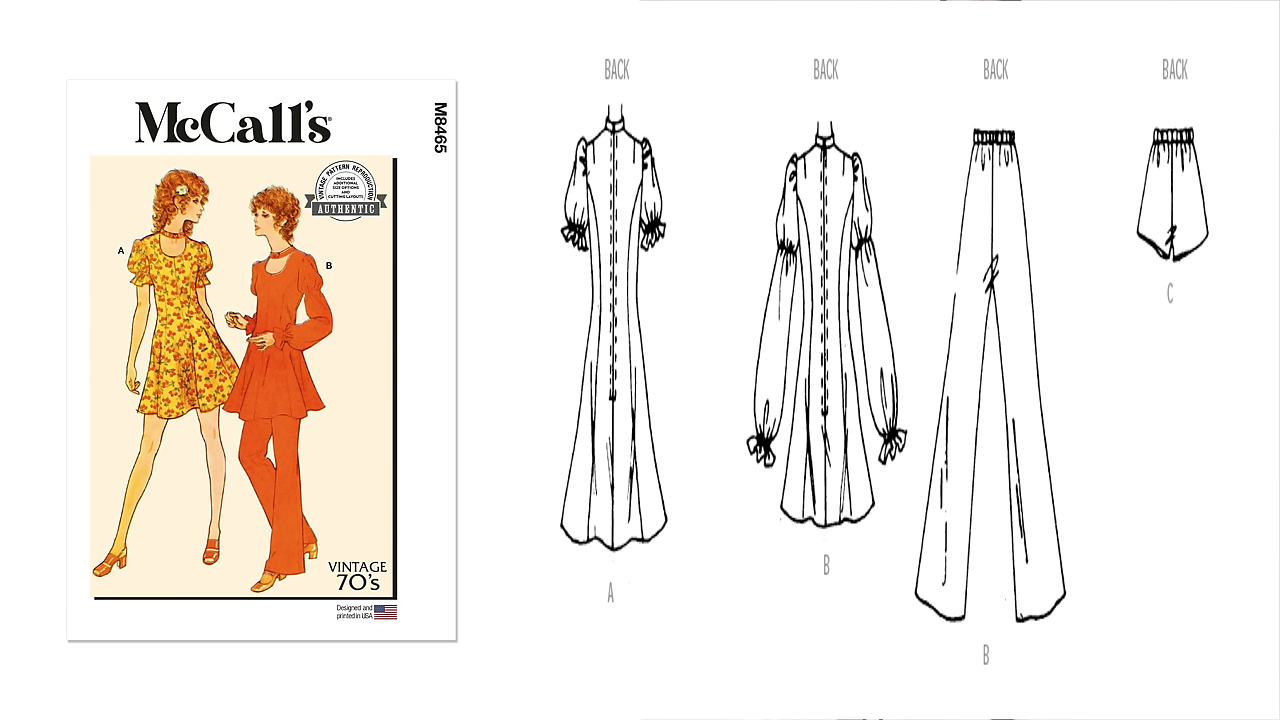 McCall's
M8465
VINTAGE PATTERN REPRODUCTION
INCLUDES
ADDITIONAL
SIZE OPTIONS
AND
CUTTING LAYOUTS
AUTHENTIC
A
B
VINTAGE
70's
Designed and
printed in USA
BACK
BACK
BACK
BACK
A
B
B
C